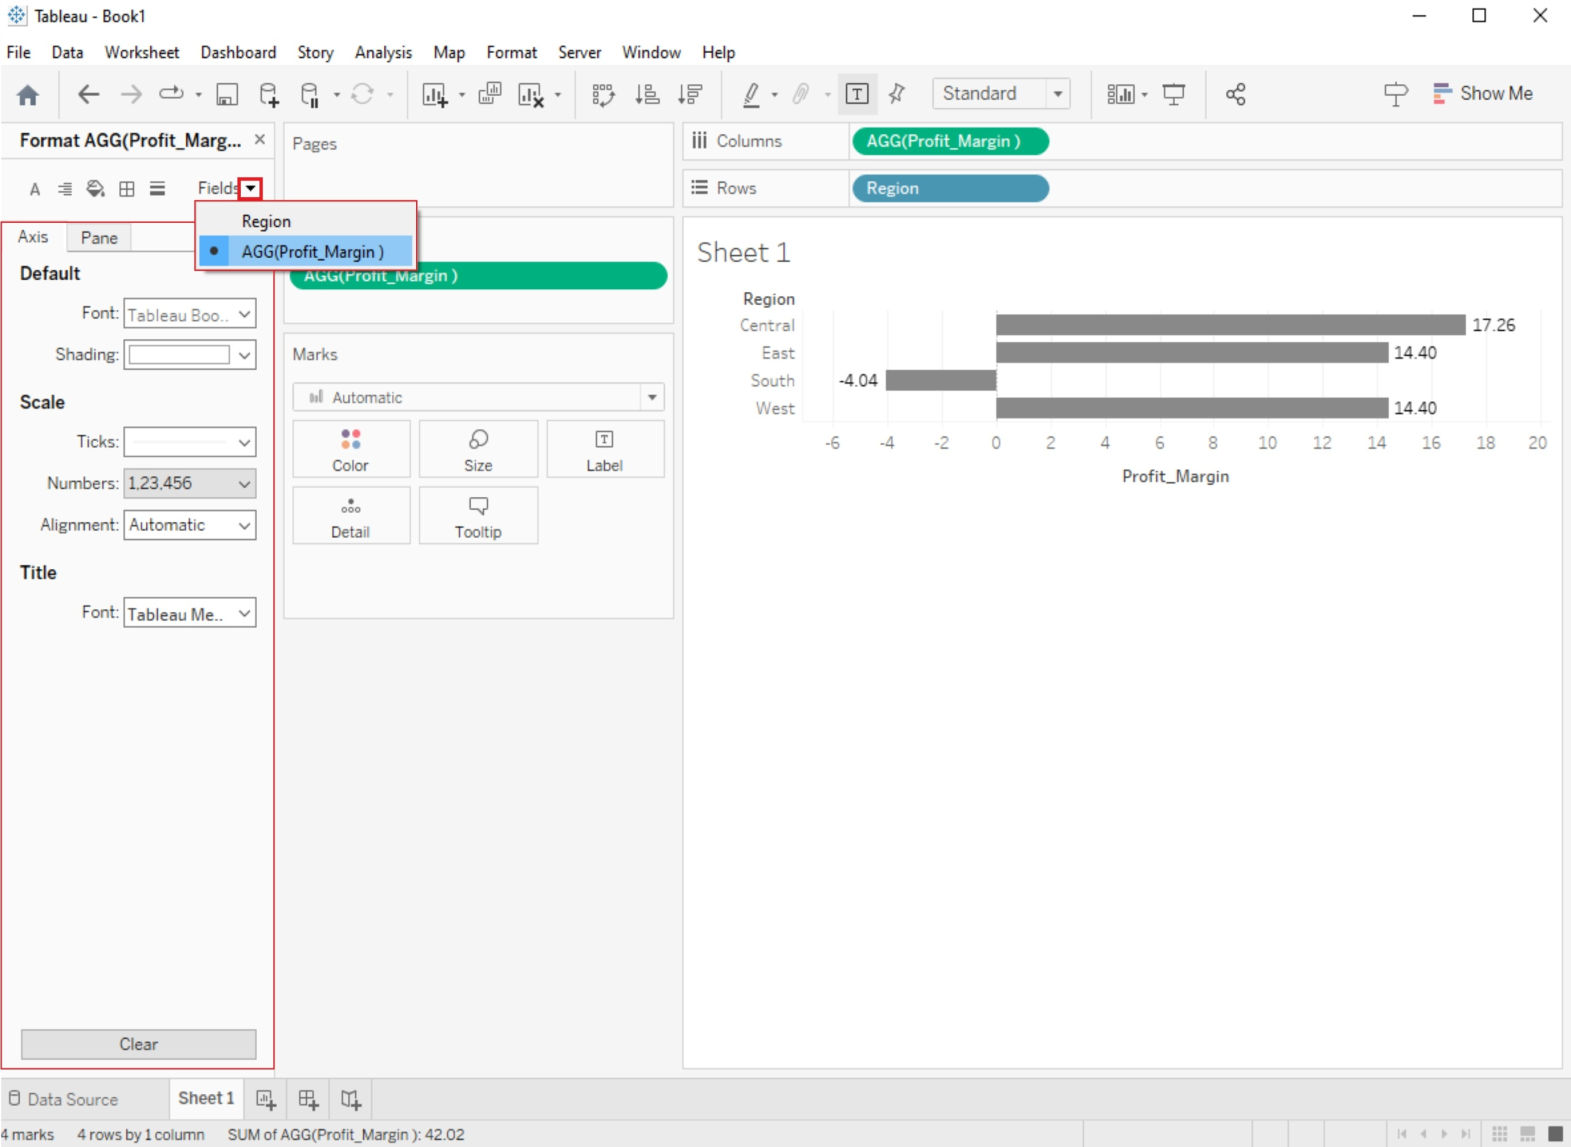 Tableau - Book1
File Data Worksheet Dashboard Story Analysis Map Format Server Window Help
Standard
Show Me
Format AGG(Profit_Marg... ×
Fields
Region
AGG(Profit_Margin )
Axis Pane
Default
Font: Tableau Boo..
Shading:
Scale
Ticks:
Numbers: 1,23,456
Alignment: Automatic
Title
Font: Tableau Me..
Clear
Pages
AGG(Profit_Margin )
Marks
Automatic
Color Size Label
Detail Tooltip
Columns AGG(Profit_Margin )
Rows Region
Sheet 1
Region
Central 17.26
East 14.40
South -4.04
West 14.40
-6 -4 -2 0 2 4 6 8 10 12 14 16 18 20
Profit_Margin
Data Source Sheet 1
4 marks 4 rows by 1 column SUM of AGG(Profit_Margin ): 42.02